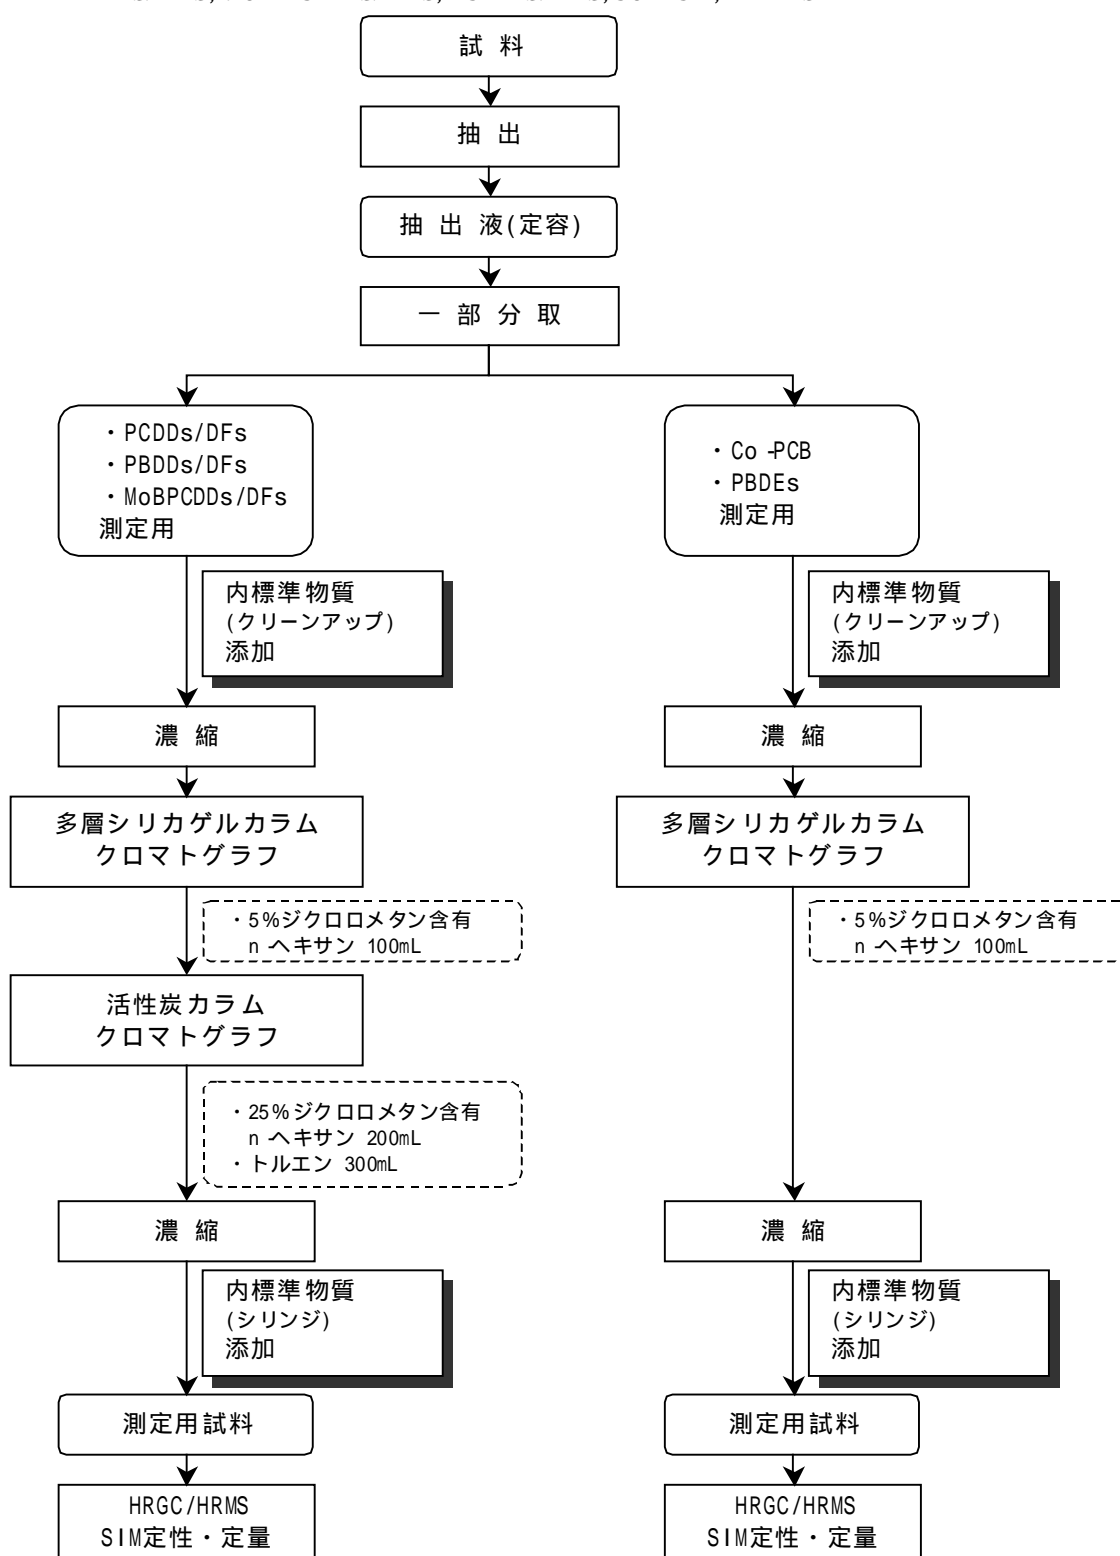 試 料
抽 出
抽 出 液(定容)
一 部 分 取
・PCDDs/DFs
・PBDDs/DFs
・MoBPCDDs/DFs
測定用
・Co-PCB
・PBDEs
測定用
内標準物質
(クリーンアップ)
添加
内標準物質
(クリーンアップ)
添加
濃 縮
濃 縮
多層シリカゲルカラム
クロマトグラフ
多層シリカゲルカラム
クロマトグラフ
・5%ジクロロメタン含有
n-ヘキサン 100mL
・5%ジクロロメタン含有
n-ヘキサン 100mL
活性炭カラム
クロマトグラフ
・25%ジクロロメタン含有
n-ヘキサン 200mL
・トルエン 300mL
濃 縮
濃 縮
内標準物質
(シリンジ)
添加
内標準物質
(シリンジ)
添加
測定用試料
測定用試料
HRGC/HRMS
SIM定性・定量
HRGC/HRMS
SIM定性・定量